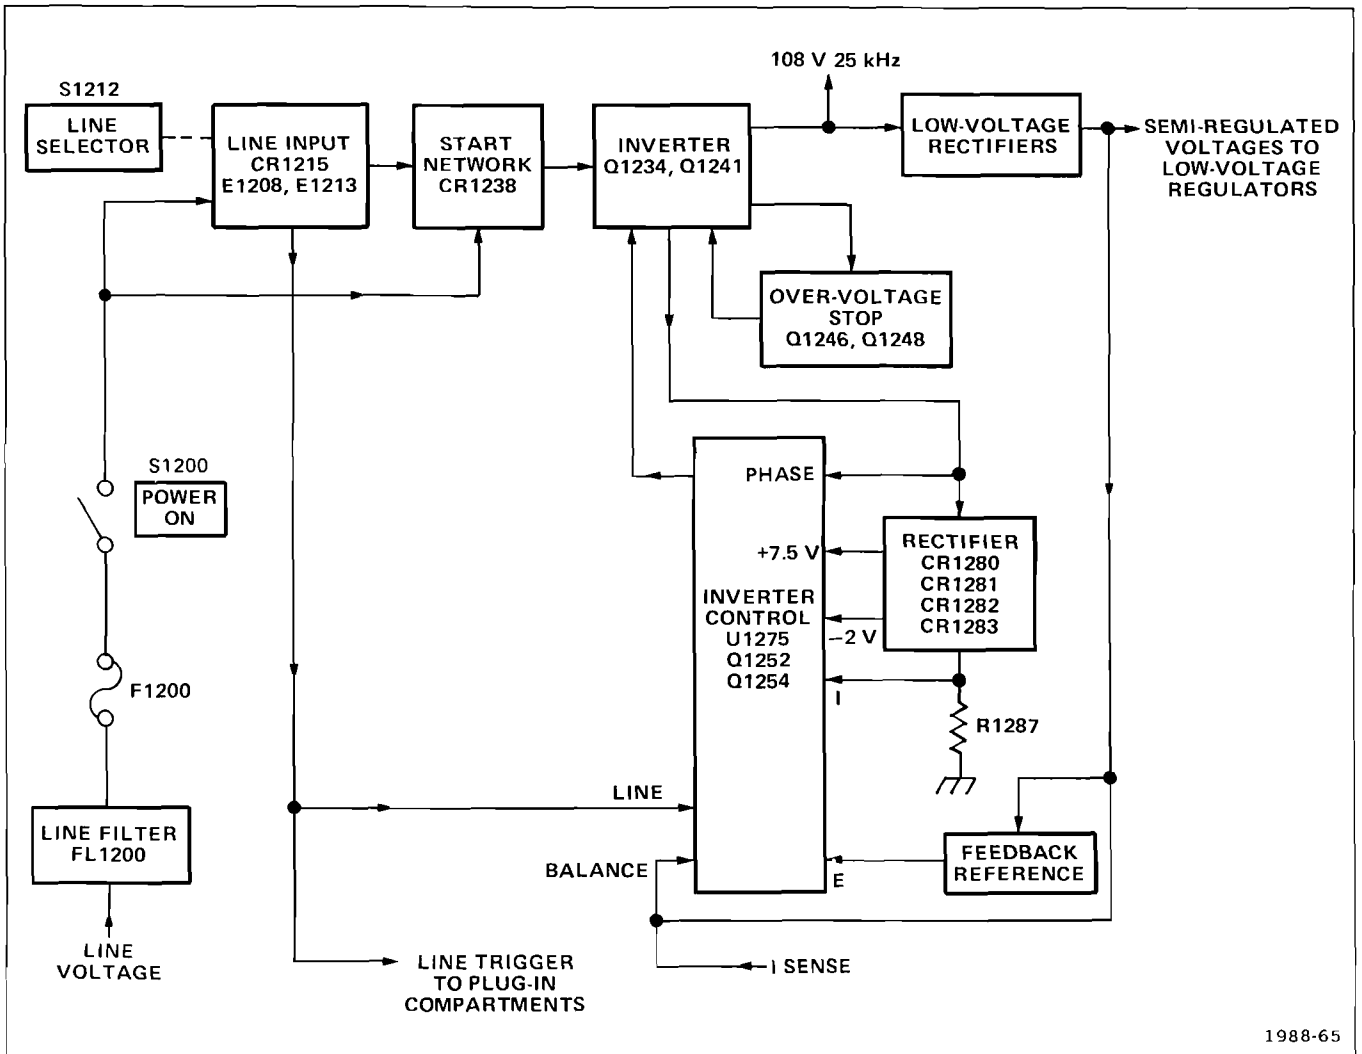 108 V 25 kHz
S1212
LINE
SELECTOR
LINE INPUT
CR1215
E1208, E1213
START
NETWORK
CR1238
INVERTER
Q1234, Q1241
LOW-VOLTAGE
RECTIFIERS
SEMI-REGULATED
VOLTAGES TO
LOW-VOLTAGE
REGULATORS
OVER-VOLTAGE
STOP
Q1246, Q1248
S1200
POWER
ON
PHASE
+7.5 V
INVERTER
CONTROL
U1275
Q1252
Q1254
−2 V
I
RECTIFIER
CR1280
CR1281
CR1282
CR1283
F1200
R1287
LINE
BALANCE
E
FEEDBACK
REFERENCE
LINE FILTER
FL1200
LINE
VOLTAGE
LINE TRIGGER
TO PLUG-IN
COMPARTMENTS
I SENSE
1988-65